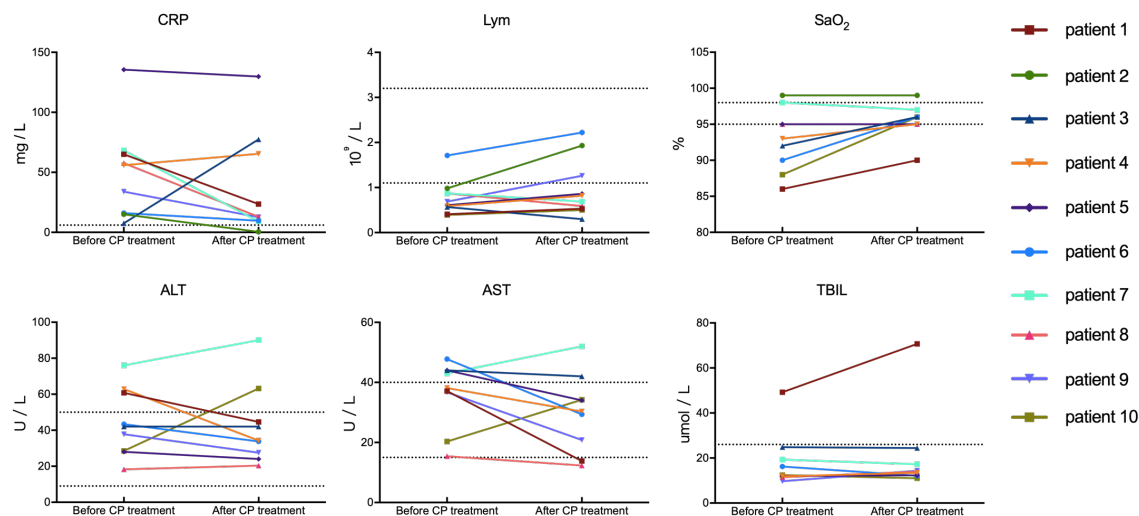 CRP
Lym
SaO2
150
100
50
0
mg / L
Before CP treatment
After CP treatment
4
3
2
1
0
10^9 / L
Before CP treatment
After CP treatment
105
100
95
90
85
80
%
Before CP treatment
After CP treatment
ALT
AST
TBIL
100
80
60
40
20
0
U / L
Before CP treatment
After CP treatment
60
40
20
0
U / L
Before CP treatment
After CP treatment
80
60
40
20
0
umol / L
Before CP treatment
After CP treatment
patient 1
patient 2
patient 3
patient 4
patient 5
patient 6
patient 7
patient 8
patient 9
patient 10